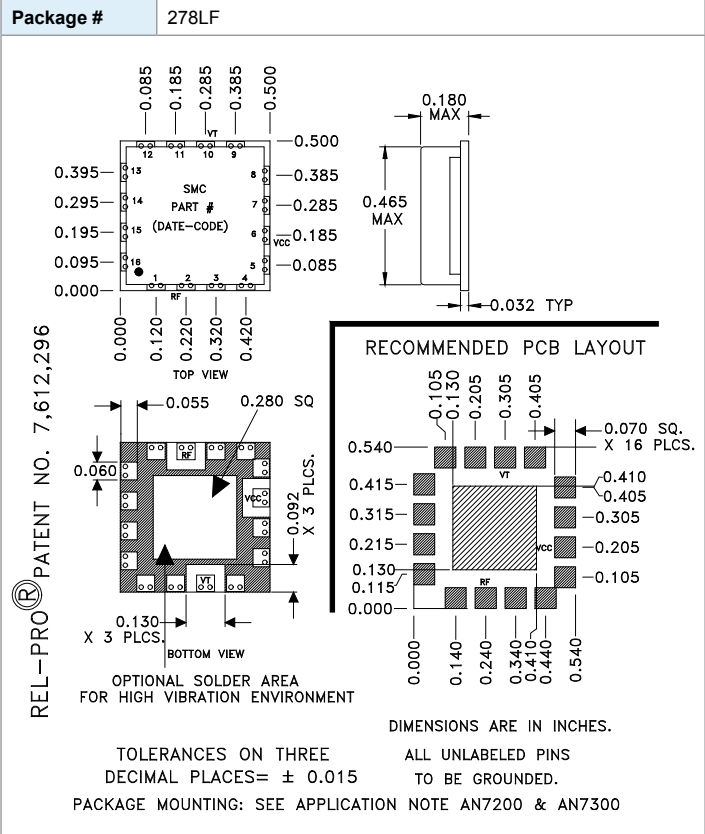 Package # 278LF
0.085 0.185 0.285 0.385 0.500
VT
12 11 10 9
0.500
0.395 13 8 0.385
SMC
0.295 14 PART # 7 0.285
(DATE-CODE)
0.195 15 6 0.185
VCC
0.095 16 5 0.085
1 2 3 4
0.000
RF
0.000 0.120 0.220 0.320 0.420
TOP VIEW
0.180
MAX
0.465
MAX
0.032 TYP
REL-PRO® PATENT NO. 7,612,296
0.055
0.280 SQ
RF
0.060
VCC
0.092
X 3 PLCS.
VT
0.130
X 3 PLCS.
BOTTOM VIEW
OPTIONAL SOLDER AREA
FOR HIGH VIBRATION ENVIRONMENT
RECOMMENDED PCB LAYOUT
0.105 0.130 0.205 0.305 0.405
0.070 SQ.
X 16 PLCS.
0.540
VT
0.415
0.410
0.405
0.315
0.305
0.215
VCC
0.205
0.130
0.115
RF
0.105
0.000
0.000 0.140 0.240 0.340 0.410 0.440 0.540
DIMENSIONS ARE IN INCHES.
TOLERANCES ON THREE
DECIMAL PLACES= ± 0.015
ALL UNLABELED PINS
TO BE GROUNDED.
PACKAGE MOUNTING: SEE APPLICATION NOTE AN7200 & AN7300